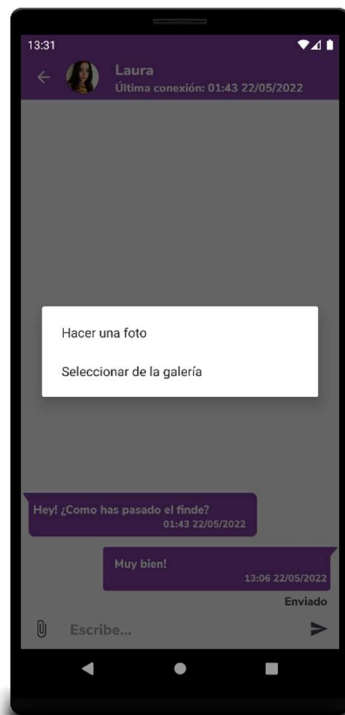 13:31
Laura
Última conexión: 01:43 22/05/2022
Hacer una foto
Seleccionar de la galería
Hey! ¿Como has pasado el finde?
01:43 22/05/2022
Muy bien!
13:06 22/05/2022
Enviado
Escribe...